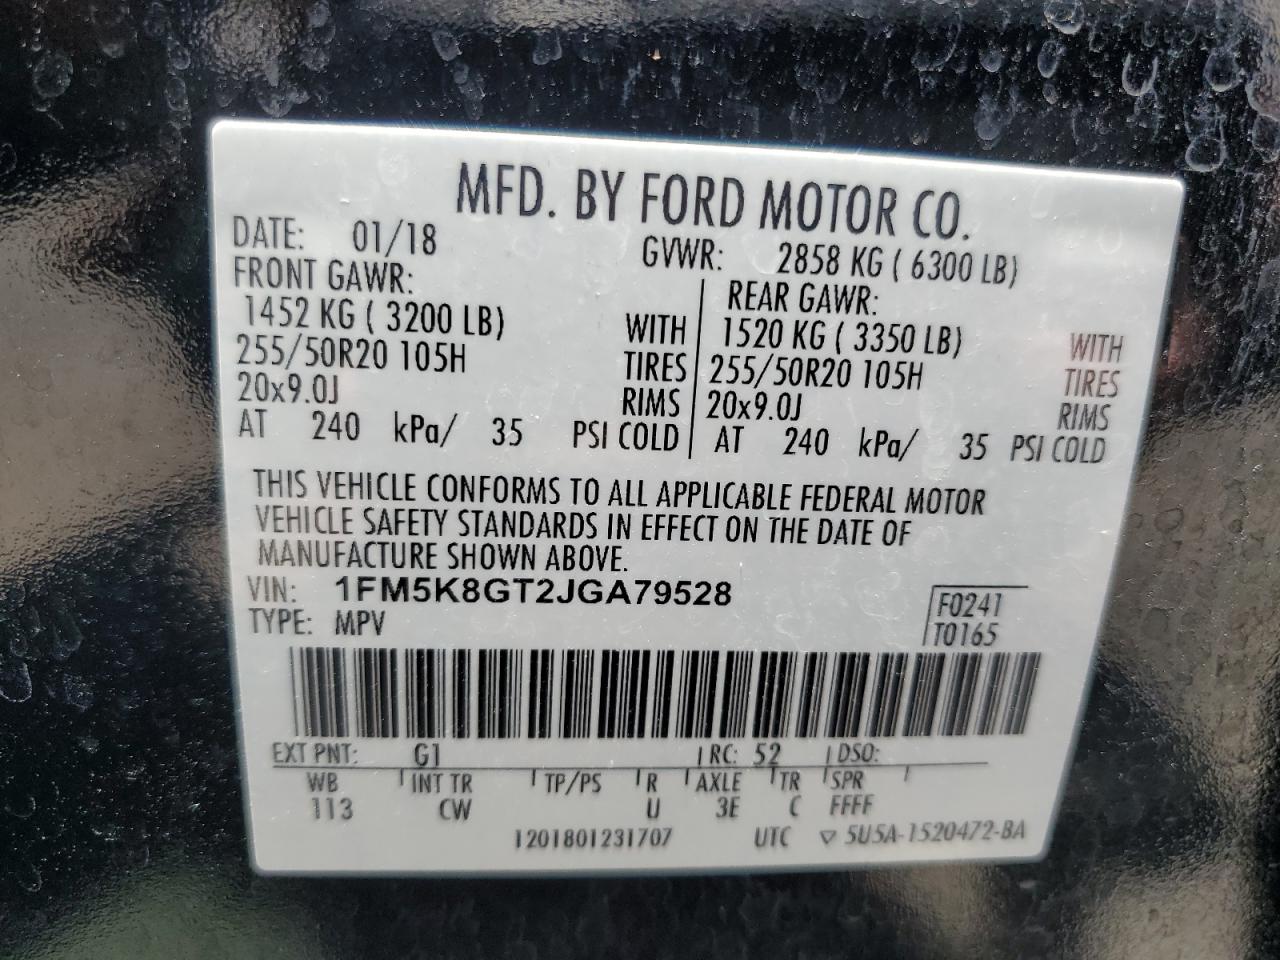 MFD. BY FORD MOTOR CO.
DATE: 01/18 GVWR: 2858 KG ( 6300 LB)
FRONT GAWR: REAR GAWR:
1452 KG ( 3200 LB) WITH 1520 KG ( 3350 LB) WITH
255/50R20 105H TIRES 255/50R20 105H TIRES
20x9.0J RIMS 20x9.0J RIMS
AT 240 kPa/ 35 PSI COLD AT 240 kPa/ 35 PSI COLD
THIS VEHICLE CONFORMS TO ALL APPLICABLE FEDERAL MOTOR
VEHICLE SAFETY STANDARDS IN EFFECT ON THE DATE OF
MANUFACTURE SHOWN ABOVE.
VIN: 1FM5K8GT2JGA79528 F0241
TYPE: MPV T0165
EXT PNT: G1 RC: 52 DSO:
WB INT TR TP/PS R AXLE TR SPR
113 CW U 3E C FFFF
1201801231707 UTC ▽ 5U5A-1520472-BA